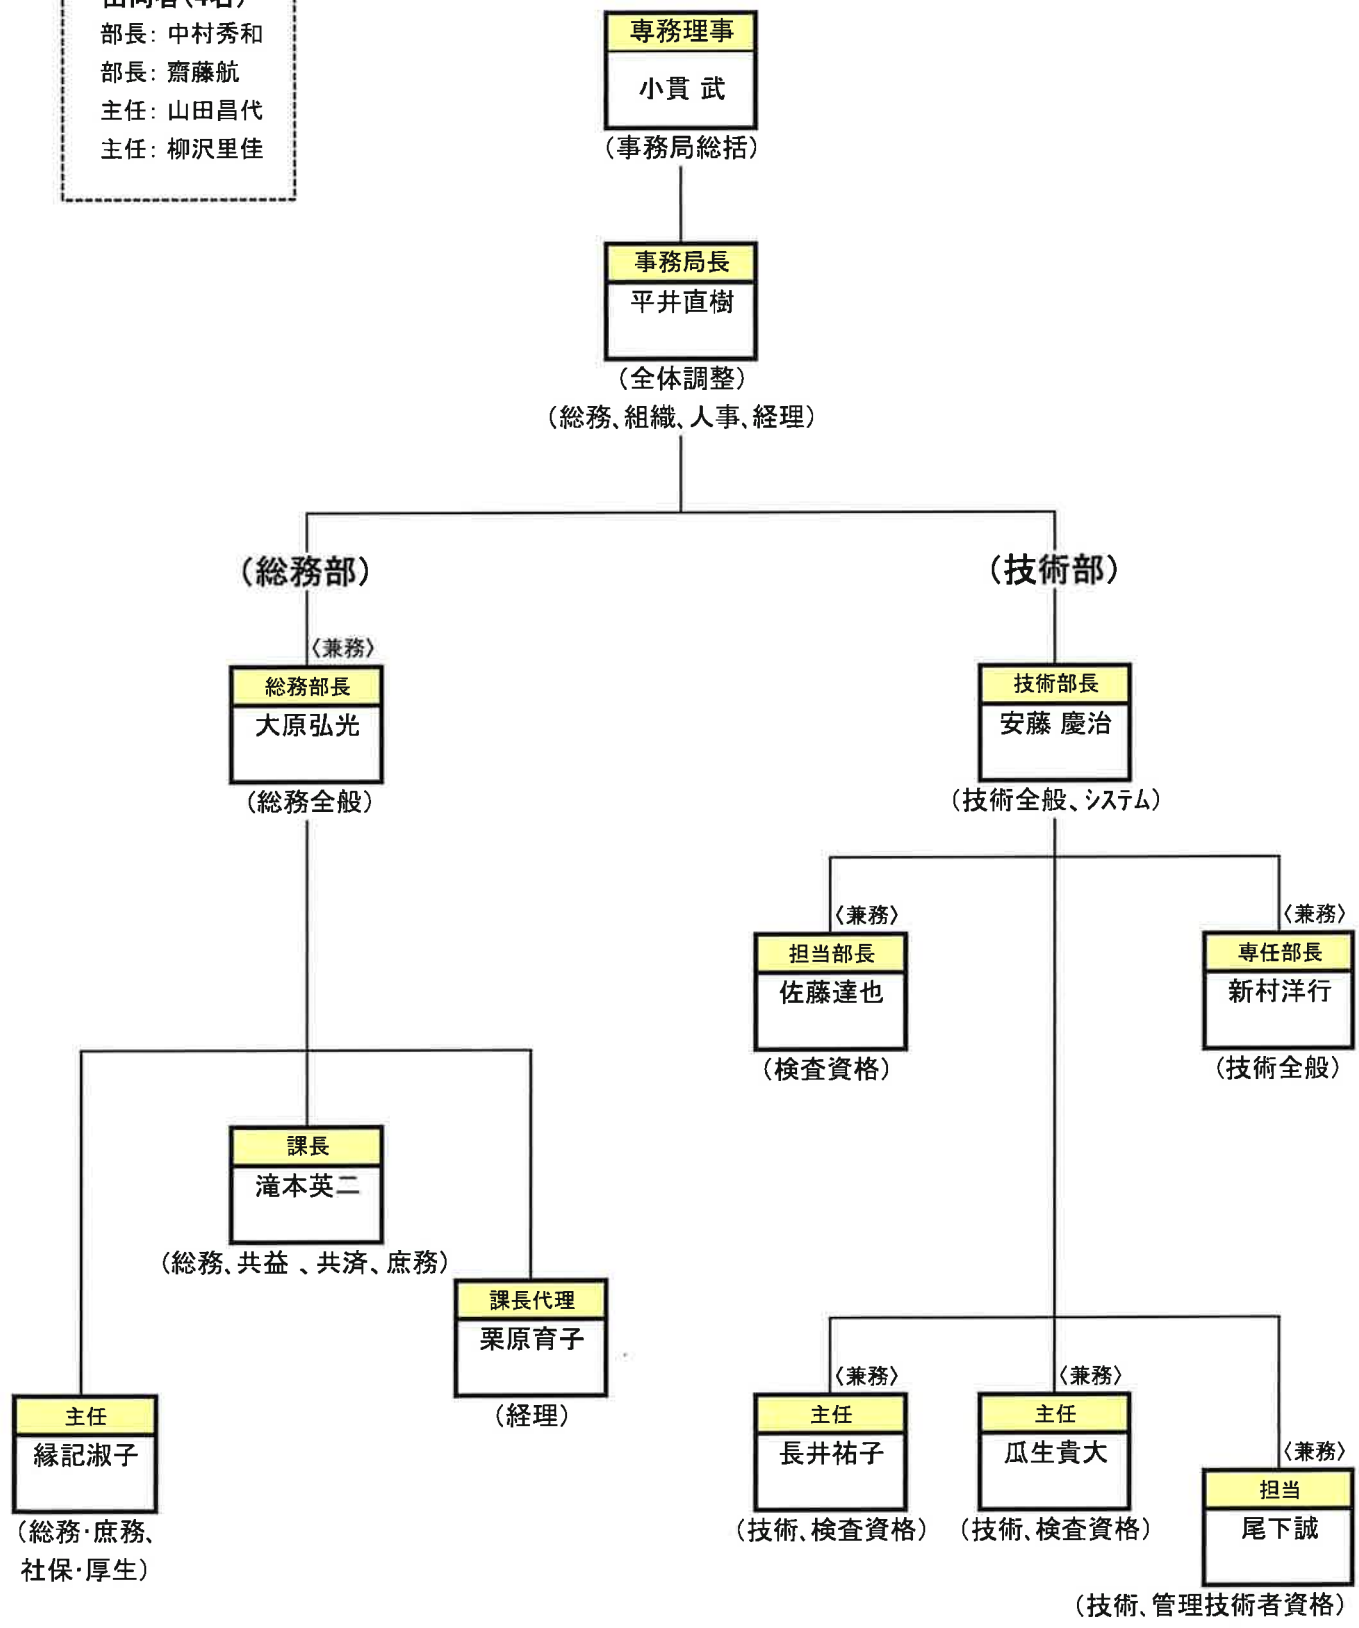 部長: 中村秀和
部長: 齋藤航
主任: 山田昌代
主任: 柳沢里佳
専務理事
小貫 武
(事務局総括)
事務局長
平井直樹
(全体調整)
(総務、組織、人事、経理)
(総務部)
(技術部)
〈兼務〉
総務部長
大原弘光
(総務全般)
技術部長
安藤 慶治
(技術全般、システム)
〈兼務〉
担当部長
佐藤達也
(検査資格)
〈兼務〉
専任部長
新村洋行
(技術全般)
課長
滝本英二
(総務、共益 、共済、庶務)
課長代理
栗原育子
(経理)
主任
縁記淑子
(総務・庶務、
社保・厚生)
〈兼務〉
主任
長井祐子
(技術、検査資格)
〈兼務〉
主任
瓜生貴大
(技術、検査資格)
〈兼務〉
担当
尾下誠
(技術、管理技術者資格)